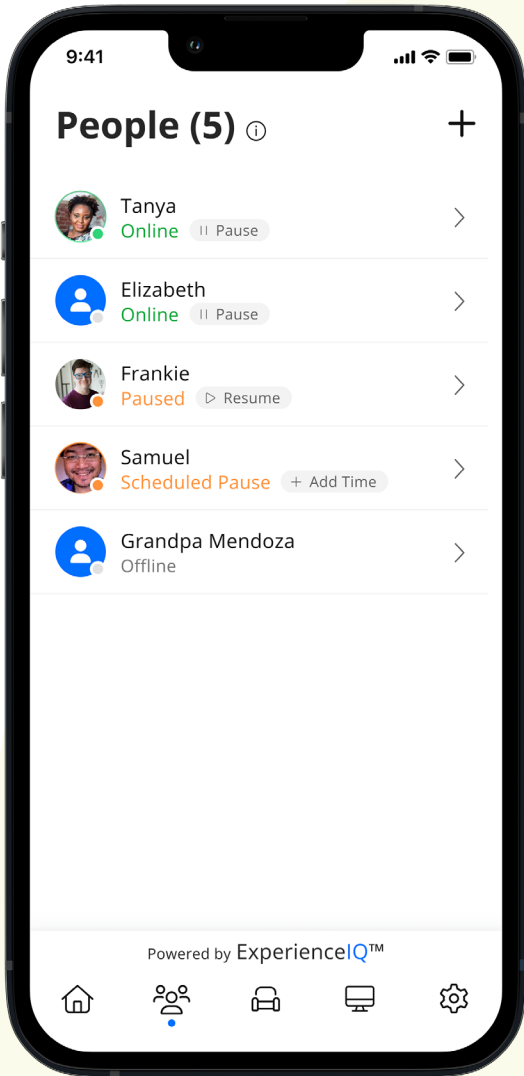 9:41
People (5)
Tanya
Online Pause
Elizabeth
Online Pause
Frankie
Paused Resume
Samuel
Scheduled Pause + Add Time
Grandpa Mendoza
Offline
Powered by ExperienceIQ™